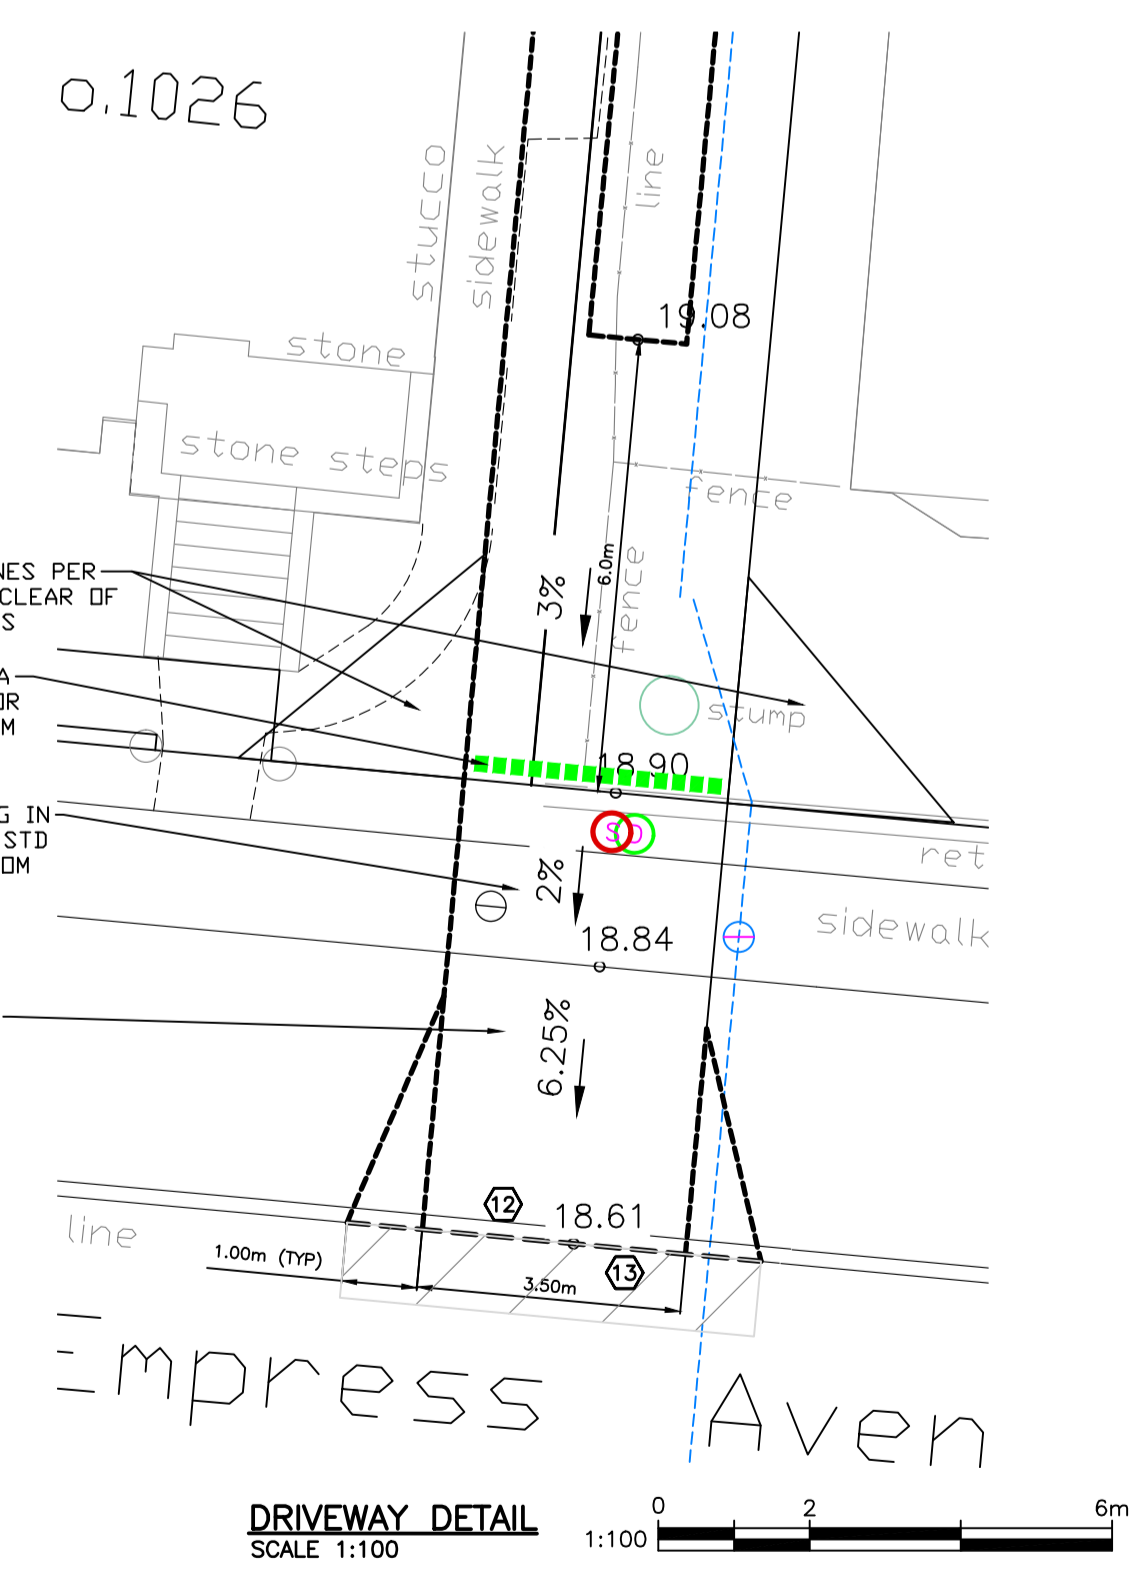 o.1026
stucco
sidewalk
line
19.08
stone
stone steps
fence
NES PER
CLEAR OF
S
3%
6.0m
fence
A
OR
M
stump
18.90
G IN
STD
OM
S D
2%
ret
sidewalk
18.84
6.25%
12
18.61
line
1.00m (TYP)
13
3.50m
Empress Aven
DRIVEWAY DETAIL
SCALE 1:100
1:100
0 2 6m